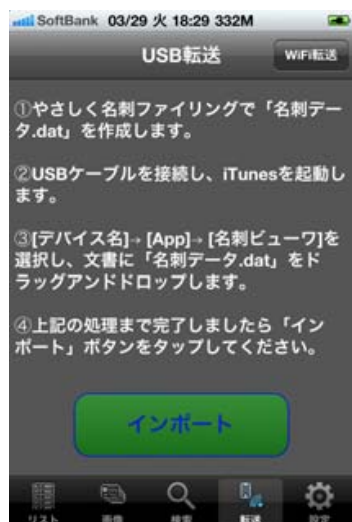 SoftBank 03/29 火 18:29 332M
USB転送
WiFi転送
①やさしく名刺ファイリングで「名刺デー
タ.dat」を作成します。
②USBケーブルを接続し、iTunesを起動し
ます。
③[デバイス名]→[App]→[名刺ビューワ]を
選択し、文書に「名刺データ.dat」をド
ラッグアンドドロップします。
④上記の処理まで完了しましたら「イン
ポート」ボタンをタップしてください。
インポート
リスト 画像 検索 転送 設定